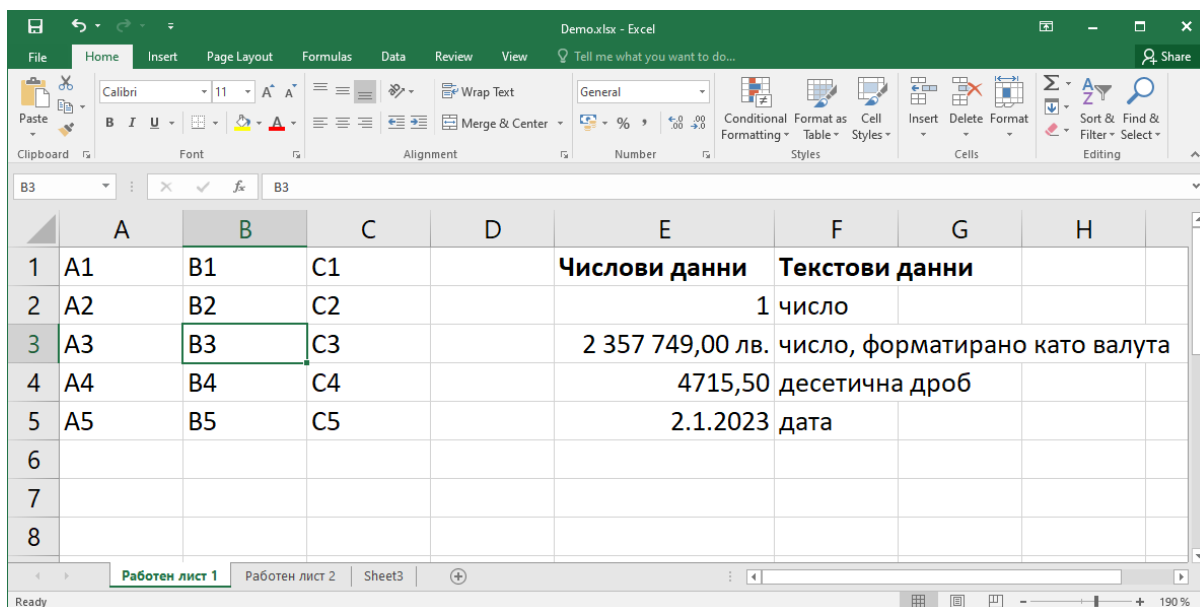 Demo.xlsx - Excel
File Home Insert Page Layout Formulas Data Review View Tell me what you want to do... Share
Calibri 11 A A Wrap Text General
Paste B I U A Merge & Center % , Conditional Formatting Format as Table Cell Styles Insert Delete Format Sort & Filter Find & Select
Clipboard Font Alignment Number Styles Cells Editing
B3 fx B3
A B C D E F G H
1 A1 B1 C1 Числови данни Текстови данни
2 A2 B2 C2 1 число
3 A3 B3 C3 2 357 749,00 лв. число, форматирано като валута
4 A4 B4 C4 4715,50 десетична дроб
5 A5 B5 C5 2.1.2023 дата
6
7
8
Работен лист 1 Работен лист 2 Sheet3
Ready 190 %